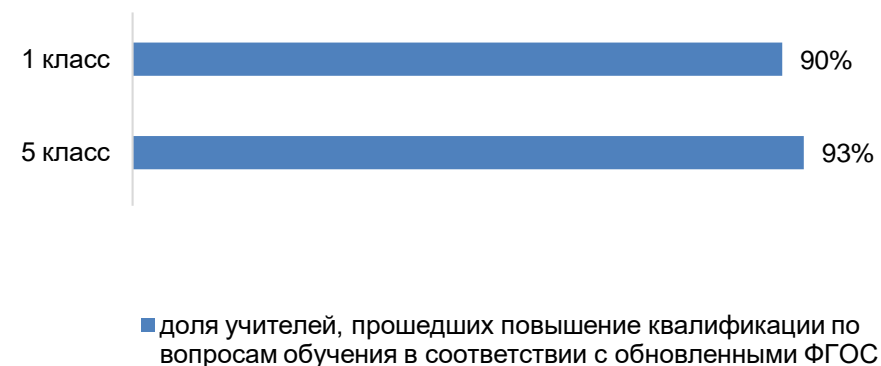 1 класс 90%
5 класс 93%
доля учителей, прошедших повышение квалификации по
вопросам обучения в соответствии с обновленными ФГОС